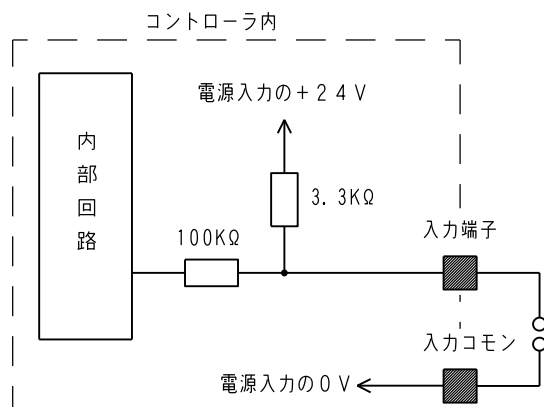 コントローラ内
電源入力の+24V
内部回路
3.3KΩ
100KΩ
入力端子
入力コモン
電源入力の0V